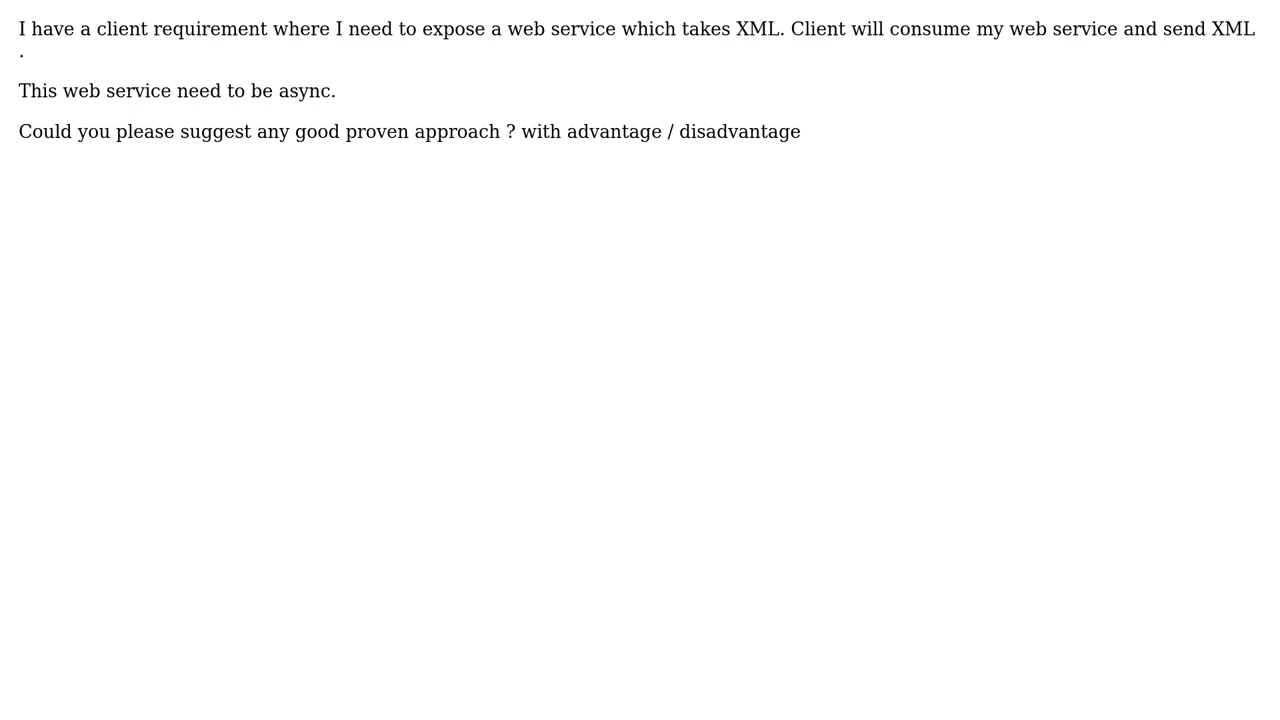 I have a client requirement where I need to expose a web service which takes XML. Client will consume my web service and send XML
.
This web service need to be async.
Could you please suggest any good proven approach ? with advantage / disadvantage